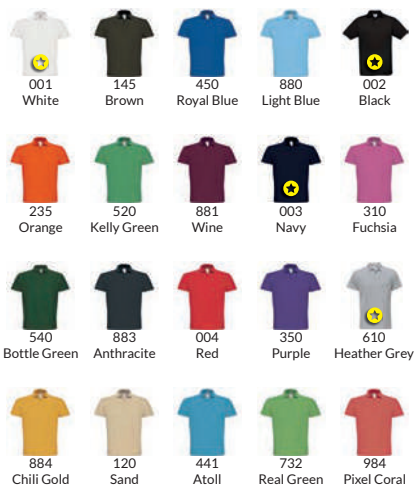 001 145 450 880 002
White Brown Royal Blue Light Blue Black
235 520 881 003 310
Orange Kelly Green Wine Navy Fuchsia
540 883 004 350 610
Bottle Green Anthracite Red Purple Heather Grey
884 120 441 732 984
Chili Gold Sand Atoll Real Green Pixel Coral